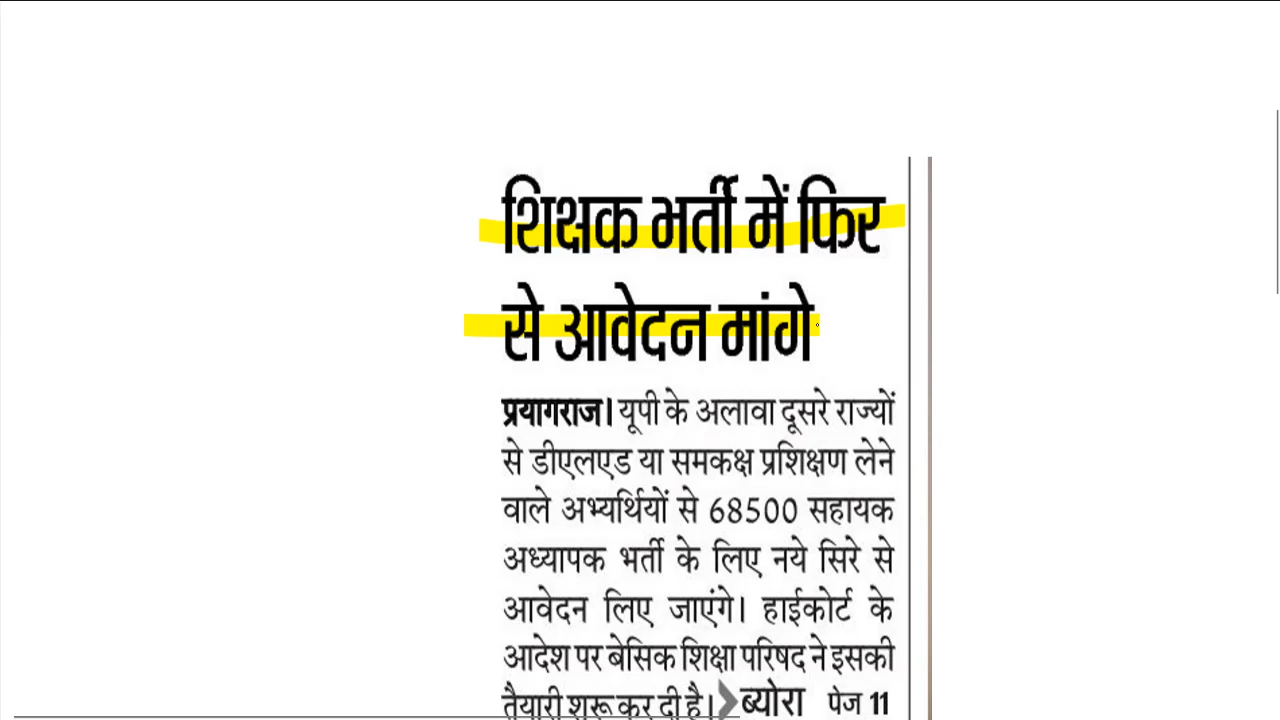 शिक्षक भर्ती में फिर
से आवेदन मांगे
प्रयागराज। यूपी के अलावा दूसरे राज्यों
से डीएलएड या समकक्ष प्रशिक्षण लेने
वाले अभ्यर्थियों से 68500 सहायक
अध्यापक भर्ती के लिए नये सिरे से
आवेदन लिए जाएंगे। हाईकोर्ट के
आदेश पर बेसिक शिक्षा परिषद ने इसकी
तैयारी शुरू कर दी है। ब्योरा पेज 11